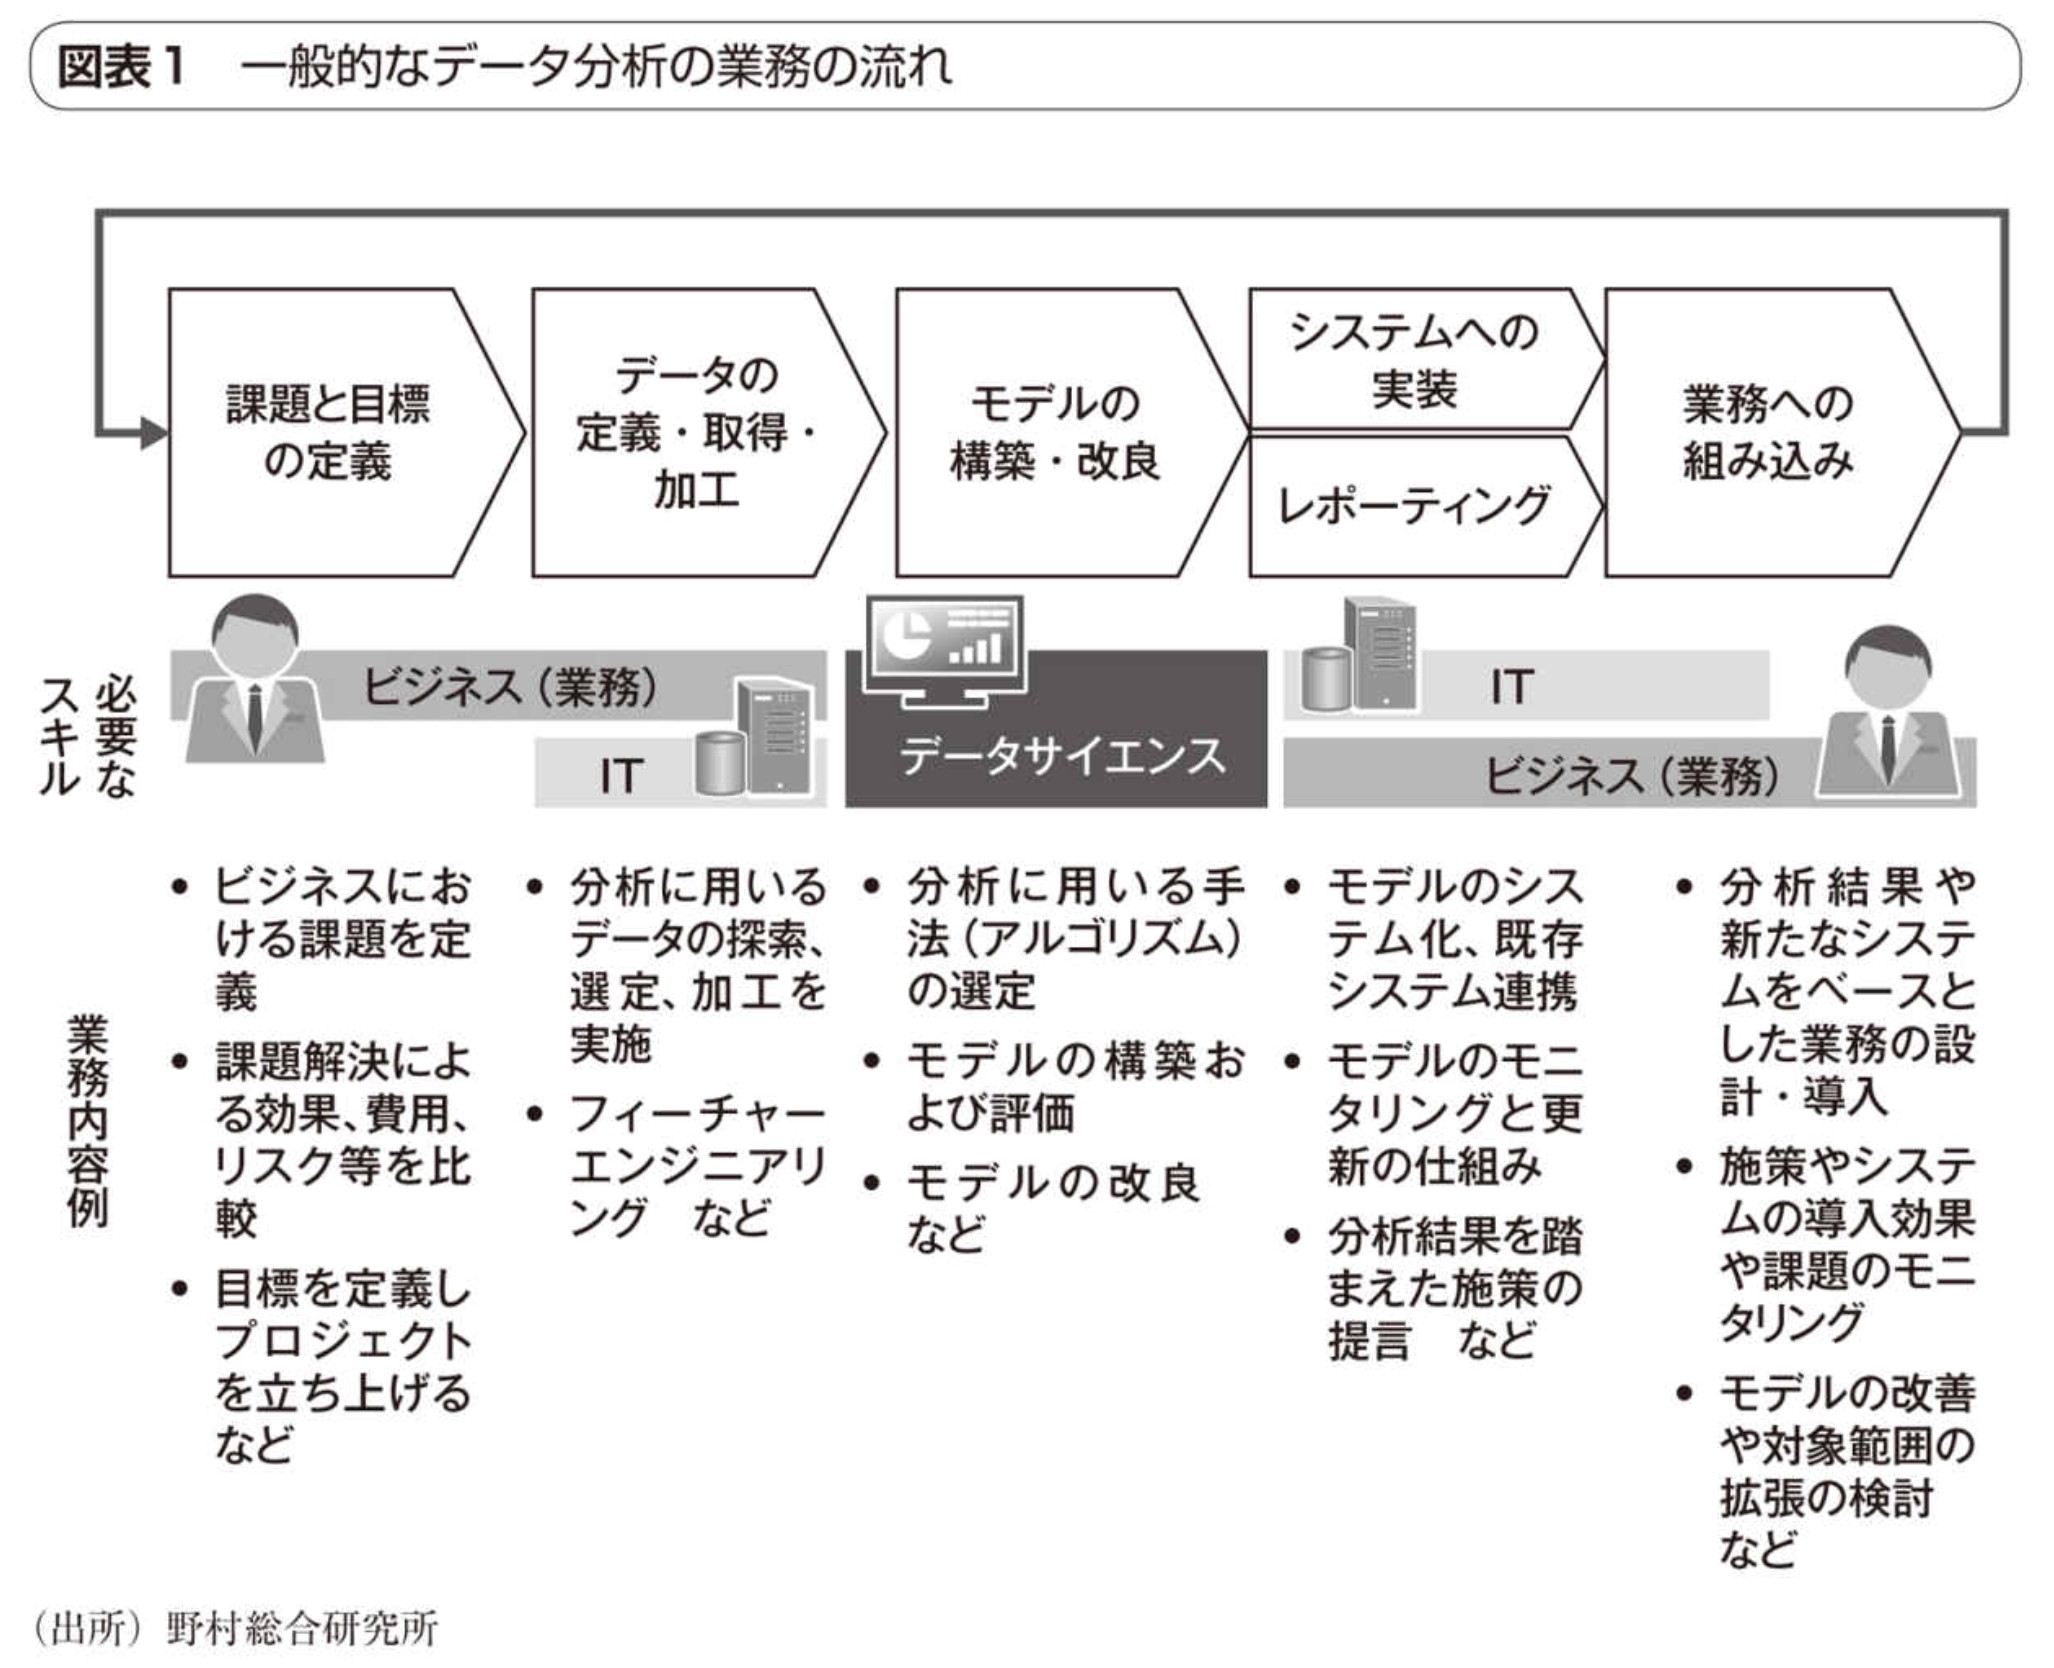 図表1 一般的なデータ分析の業務の流れ
課題と目標
の定義
データの
定義・取得・
加工
モデルの
構築・改良
システムへの
実装
レポーティング
業務への
組み込み
必要な
スキル
ビジネス（業務）
IT
データサイエンス
IT
ビジネス（業務）
業務内容例
• ビジネスにお
ける課題を定
義
• 課題解決によ
る効果、費用、
リスク等を比
較
• 目標を定義し
プロジェクト
を立ち上げる
など
• 分析に用いる
データの探索、
選定、加工を
実施
• フィーチャー
エンジニアリ
ング など
• 分析に用いる手
法（アルゴリズム）
の選定
• モデルの構築お
よび評価
• モデルの改良
など
• モデルのシス
テム化、既存
システム連携
• モデルのモニ
タリングと更
新の仕組み
• 分析結果を踏
まえた施策の
提言 など
• 分析結果や
新たなシステ
ムをベースと
した業務の設
計・導入
• 施策やシステ
ムの導入効果
や課題のモニ
タリング
• モデルの改善
や対象範囲の
拡張の検討
など
（出所）野村総合研究所